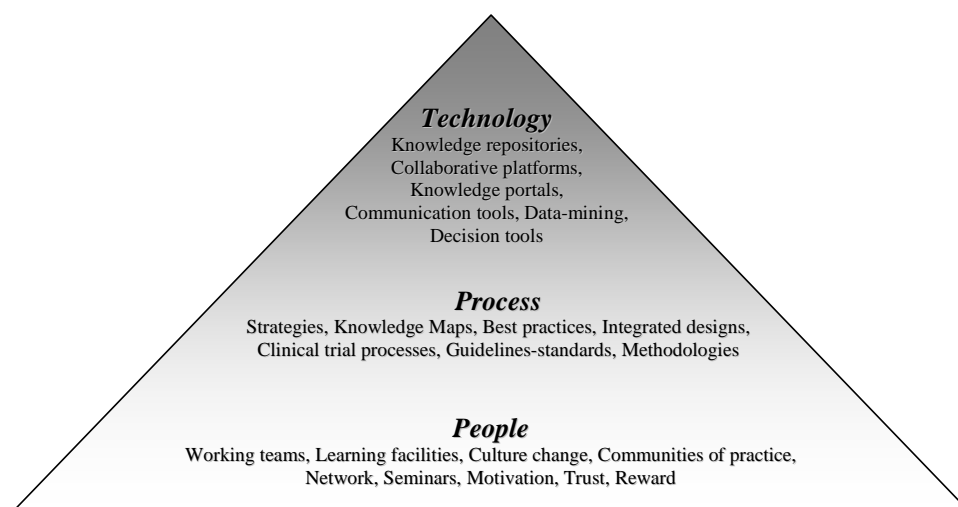 Technology
Knowledge repositories,
Collaborative platforms,
Knowledge portals,
Communication tools, Data-mining,
Decision tools
Process
Strategies, Knowledge Maps, Best practices, Integrated designs,
Clinical trial processes, Guidelines-standards, Methodologies
People
Working teams, Learning facilities, Culture change, Communities of practice,
Network, Seminars, Motivation, Trust, Reward